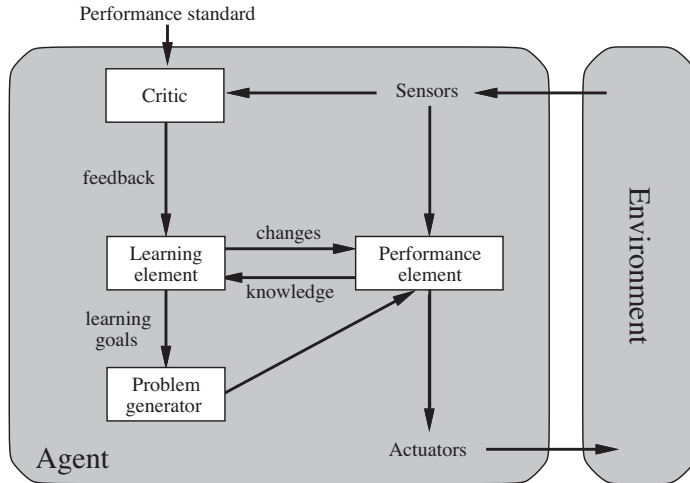 Performance standard
Critic
Sensors
feedback
Learning
element
changes
knowledge
Performance
element
Environment
learning
goals
Problem
generator
Actuators
Agent